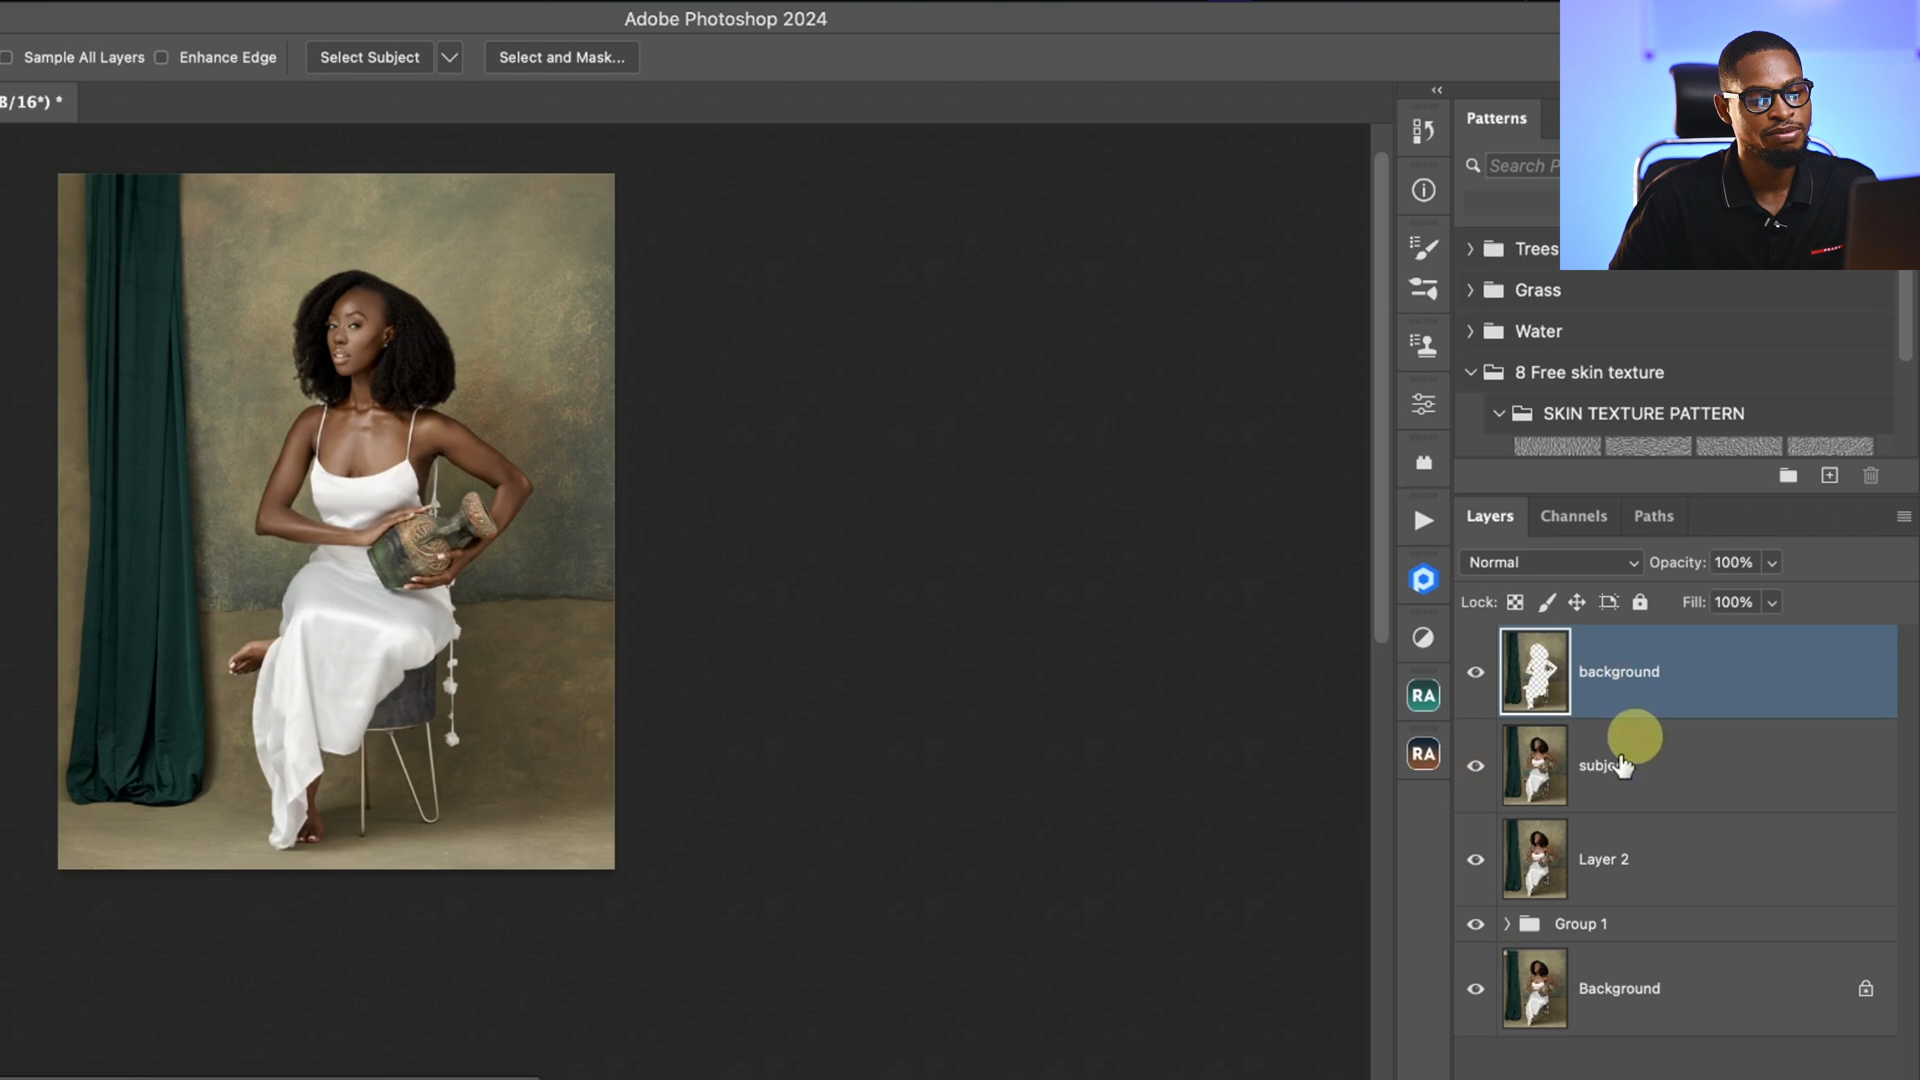 Adobe Photoshop 2024
Sample All Layers
Enhance Edge
Select Subject
Select and Mask...
/16*) *
Patterns
Search P
Trees
Grass
Water
8 Free skin texture
SKIN TEXTURE PATTERN
Layers
Channels
Paths
Normal
Opacity: 100%
Lock:
Fill: 100%
background
Layer 2
Group 1
Background
RA
RA